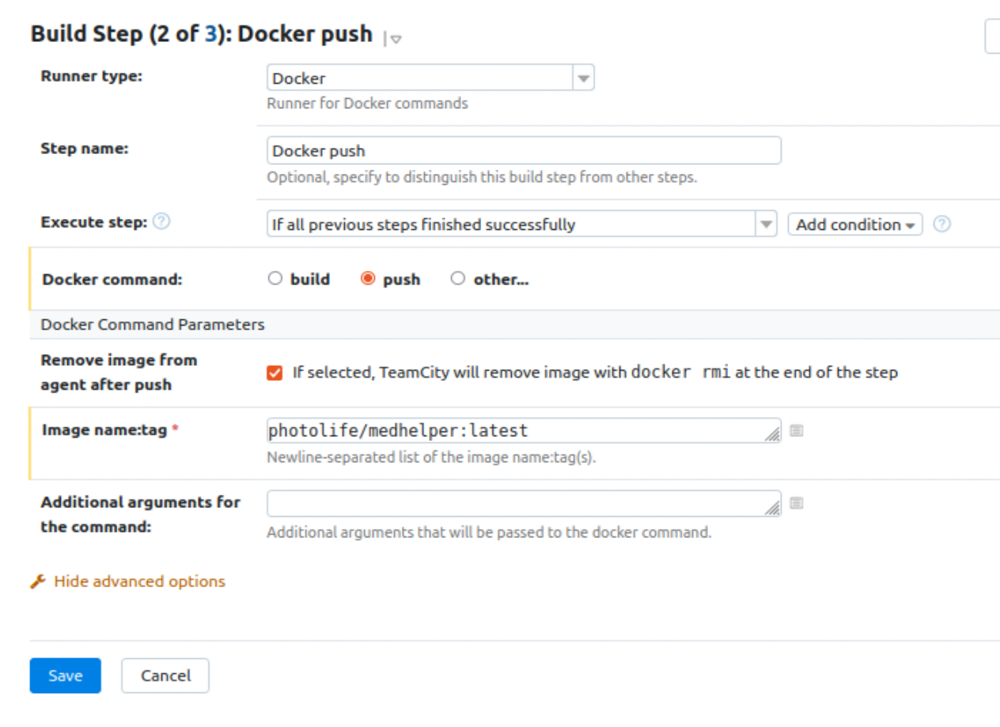 Build Step (2 of 3): Docker push
Runner type:
Docker
Runner for Docker commands
Step name:
Docker push
Optional, specify to distinguish this build step from other steps.
Execute step: ?
If all previous steps finished successfully
Add condition
?
Docker command:
build push other...
Docker Command Parameters
Remove image from
agent after push
If selected, TeamCity will remove image with docker rmi at the end of the step
Image name:tag *
photolife/medhelper:latest
Newline-separated list of the image name:tag(s).
Additional arguments for
the command:
Additional arguments that will be passed to the docker command.
Hide advanced options
Save Cancel